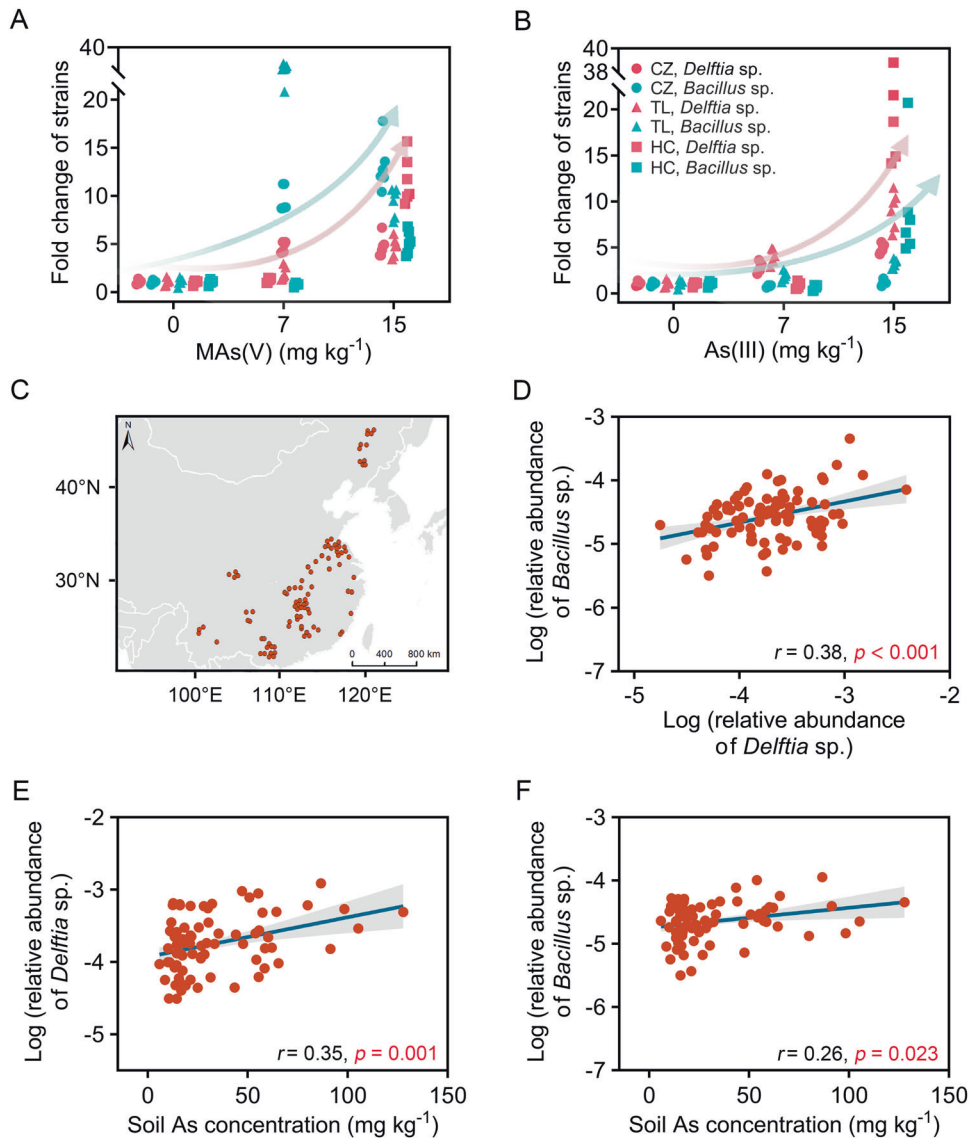 A
Fold change of strains
40
38
20
15
10
5
0
0
7
15
MAs(V) (mg kg⁻¹)
B
Fold change of strains
40
38
20
15
10
5
0
CZ, Delftia sp.
CZ, Bacillus sp.
TL, Delftia sp.
TL, Bacillus sp.
HC, Delftia sp.
HC, Bacillus sp.
0
7
15
As(III) (mg kg⁻¹)
C
N
40°N
30°N
0 400 800 km
100°E
110°E
120°E
D
Log (relative abundance
of Bacillus sp.)
-3
-4
-5
-6
-7
r = 0.38, p < 0.001
-5
-4
-3
-2
Log (relative abundance
of Delftia sp.)
E
Log (relative abundance
of Delftia sp.)
-2
-3
-4
-5
r = 0.35, p = 0.001
0
50
100
150
Soil As concentration (mg kg⁻¹)
F
Log (relative abundance
of Bacillus sp.)
-3
-4
-5
-6
-7
r = 0.26, p = 0.023
0
50
100
150
Soil As concentration (mg kg⁻¹)